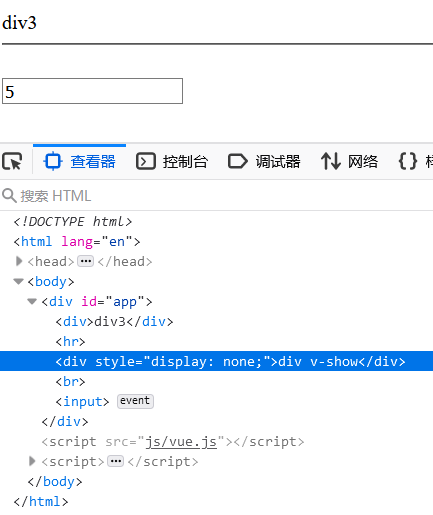 div3
5
查看器 控制台 调试器 网络 {}
搜索 HTML
<!DOCTYPE html>
<html lang="en">
<head>•••</head>
<body>
<div id="app">
<div>div3</div>
<hr>
<div style="display: none;">div v-show</div>
<br>
<input> event
</div>
<script src="js/vue.js"></script>
<script>•••</script>
</body>
</html>